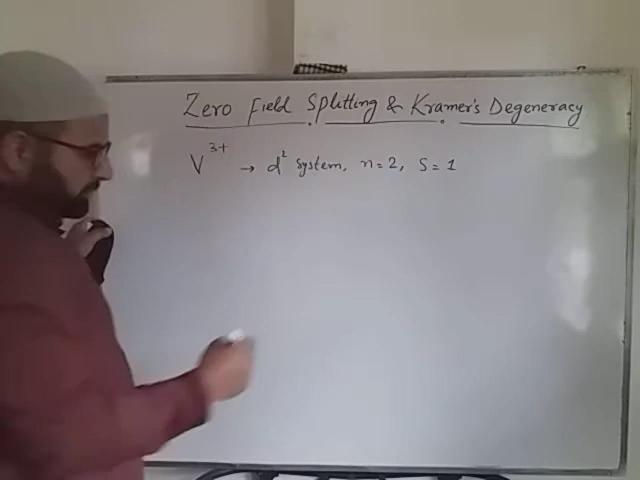 Zero Field Splitting & Kramer's Degeneracy
V³⁺ → d² system, n = 2, S = 1